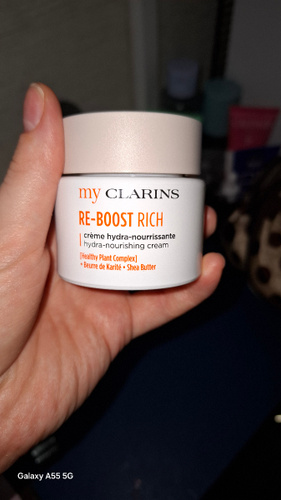 my CLARINS
RE-BOOST RICH
crème hydra-nourrissante
hydra-nourishing cream
[Healthy Plant Complex]
+ Beurre de Karité • Shea Butter
Galaxy A55 5G